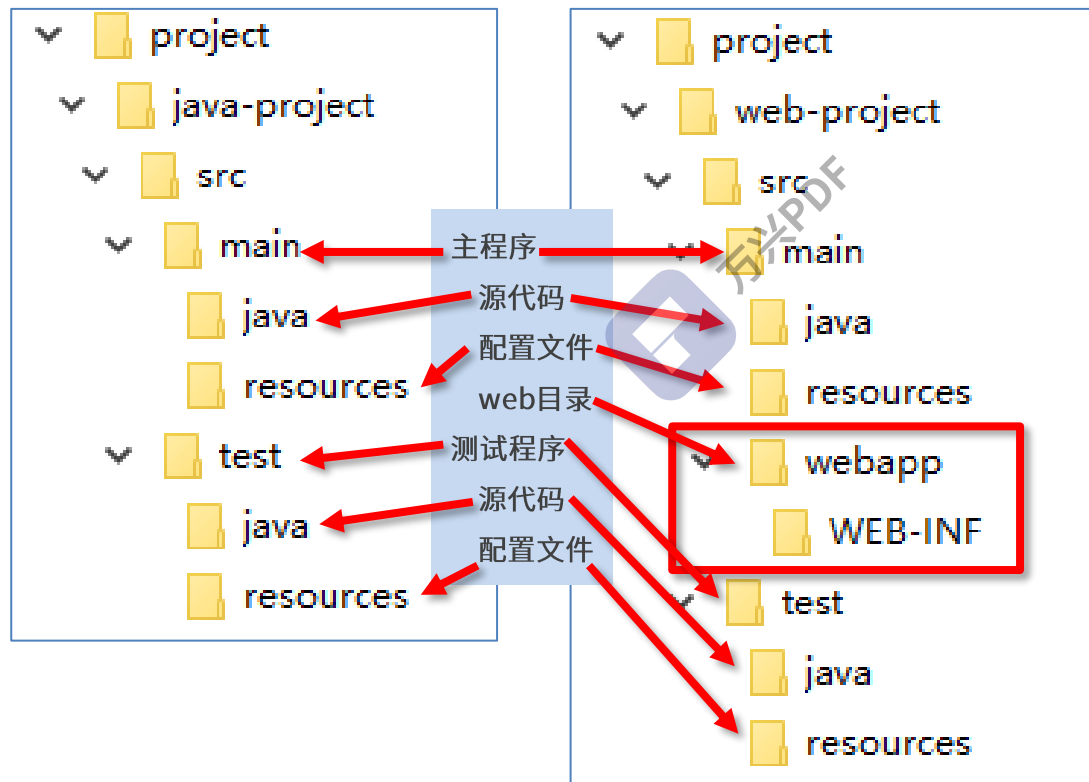 project
java-project
src
main
java
resources
test
java
resources
主程序
源代码
配置文件
web目录
测试程序
源代码
配置文件
project
web-project
src
main
java
resources
webapp
WEB-INF
test
java
resources
万兴PDF